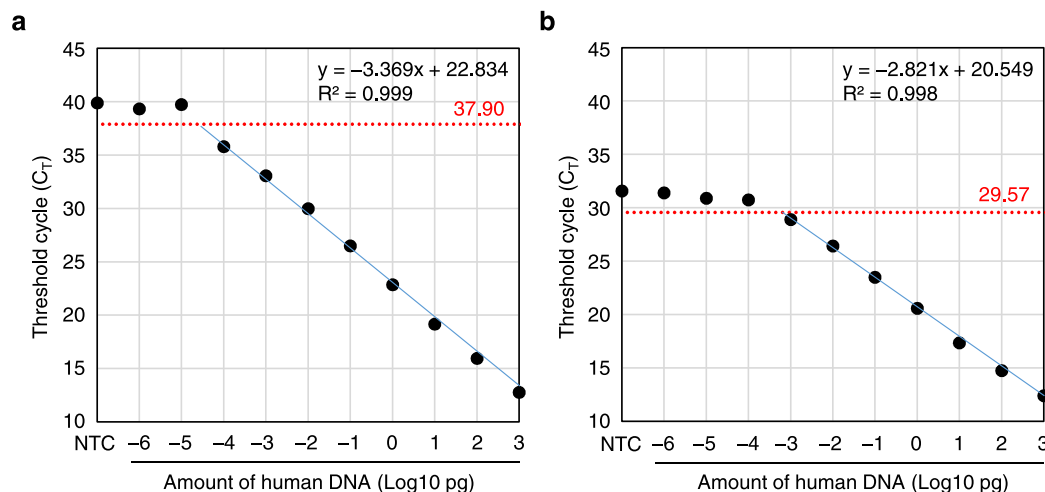 a
y = −3.369x + 22.834
R² = 0.999
37.90
Threshold cycle (C_T)
45
40
35
30
25
20
15
10
NTC −6 −5 −4 −3 −2 −1 0 1 2 3
Amount of human DNA (Log10 pg)
b
y = −2.821x + 20.549
R² = 0.998
29.57
Threshold cycle (C_T)
45
40
35
30
25
20
15
10
NTC −6 −5 −4 −3 −2 −1 0 1 2 3
Amount of human DNA (Log10 pg)